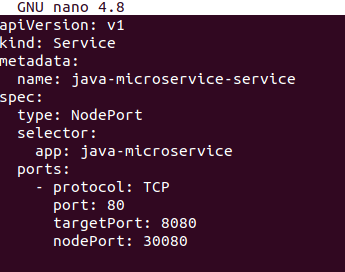 GNU nano 4.8
apiVersion: v1
kind: Service
metadata:
  name: java-microservice-service
spec:
  type: NodePort
  selector:
    app: java-microservice
  ports:
    - protocol: TCP
      port: 80
      targetPort: 8080
      nodePort: 30080